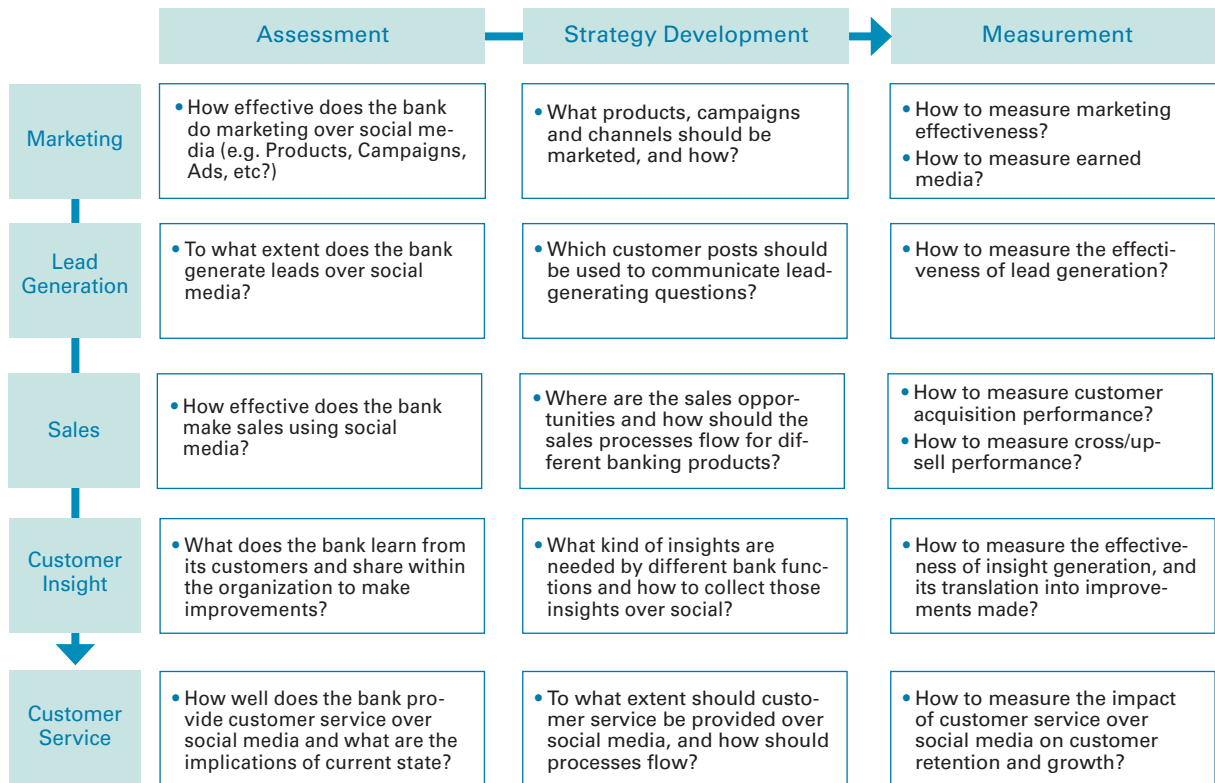 Assessment
Strategy Development
Measurement
Marketing
• How effective does the bank
do marketing over social me-
dia (e.g. Products, Campaigns,
Ads, etc?)
• What products, campaigns
and channels should be
marketed, and how?
• How to measure marketing
effectiveness?
• How to measure earned
media?
Lead
Generation
• To what extent does the bank
generate leads over social
media?
• Which customer posts should
be used to communicate lead-
generating questions?
• How to measure the effecti-
veness of lead generation?
Sales
• How effective does the bank
make sales using social
media?
• Where are the sales oppor-
tunities and how should the
sales processes flow for dif-
ferent banking products?
• How to measure customer
acquisition performance?
• How to measure cross/up-
sell performance?
Customer
Insight
• What does the bank learn from
its customers and share within
the organization to make
improvements?
• What kind of insights are
needed by different bank func-
tions and how to collect those
insights over social?
• How to measure the effective-
ness of insight generation, and
its translation into improve-
ments made?
Customer
Service
• How well does the bank pro-
vide customer service over
social media and what are the
implications of current state?
• To what extent should custo-
mer service be provided over
social media, and how should
processes flow?
• How to measure the impact
of customer service over
social media on customer
retention and growth?